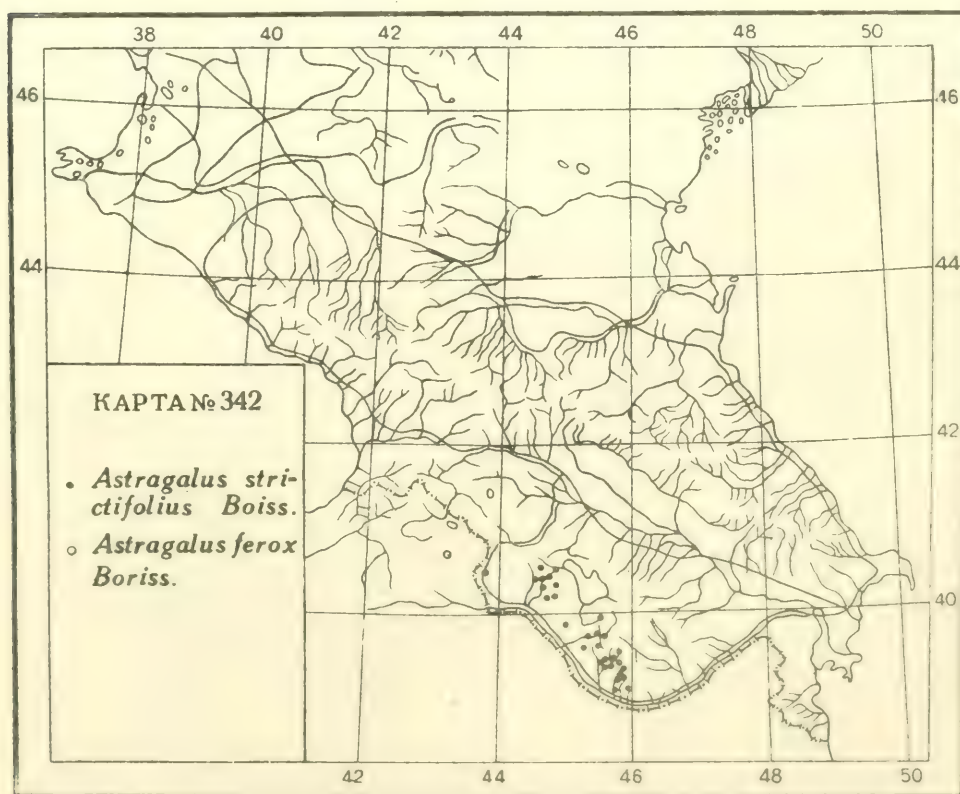 38 40 42 44 46 48 50
46 46
44 44
КАРТА № 342
42
• Astragalus stri-
ctifolius Boiss.
○ Astragalus ferox
Boriss.
40
42 44 46 48 50